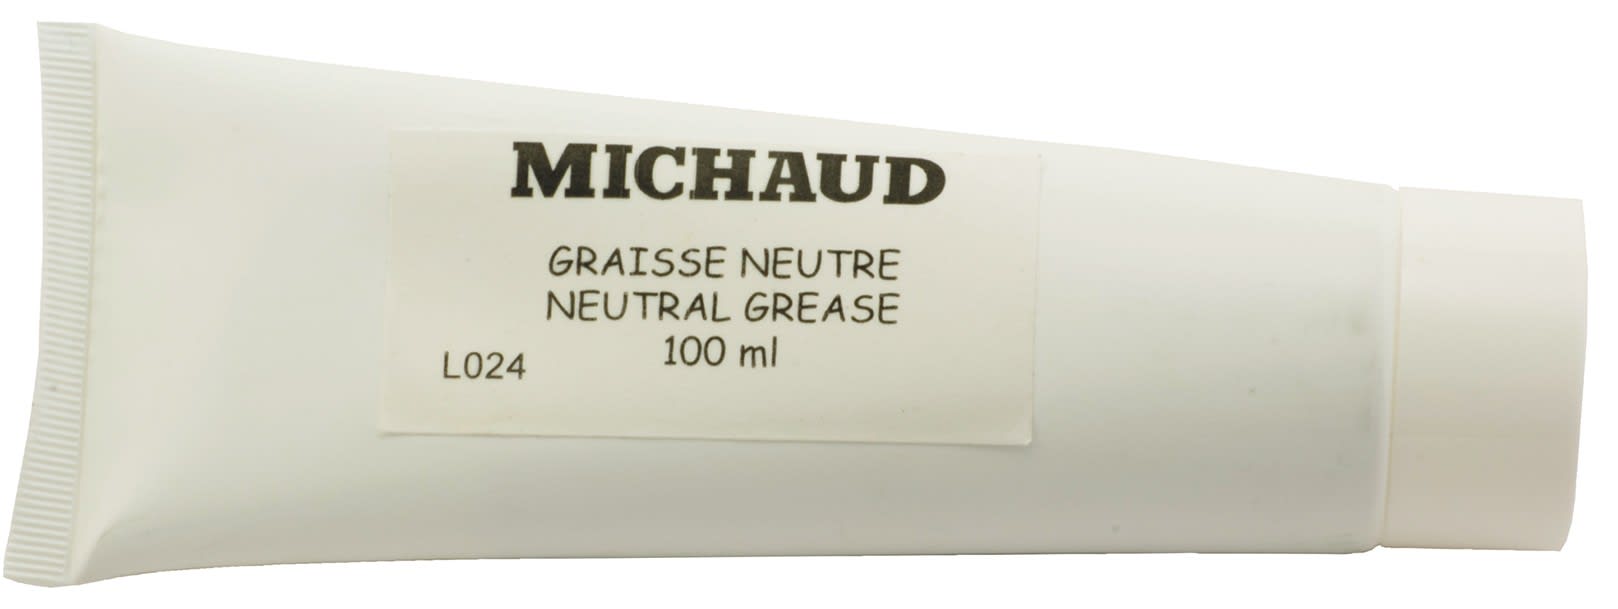 MICHAUD
GRAISSE NEUTRE
NEUTRAL GREASE
100 ml
L024